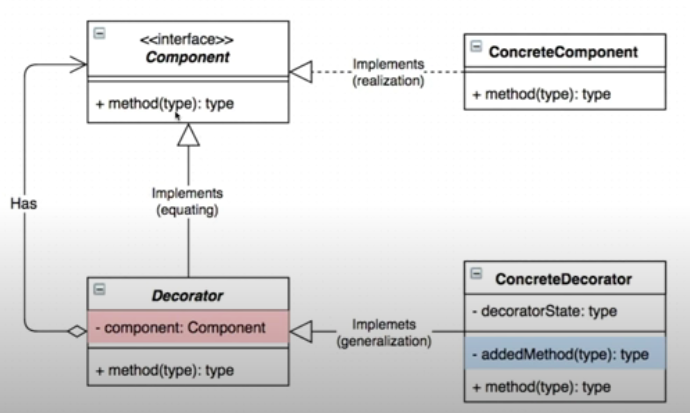 <<interface>>
Component
+ method(type): type
Implements
(realization)
ConcreteComponent
+ method(type): type
Has
Implements
(equating)
Decorator
- component: Component
+ method(type): type
Implemets
(generalization)
ConcreteDecorator
- decoratorState: type
- addedMethod(type): type
+ method(type): type